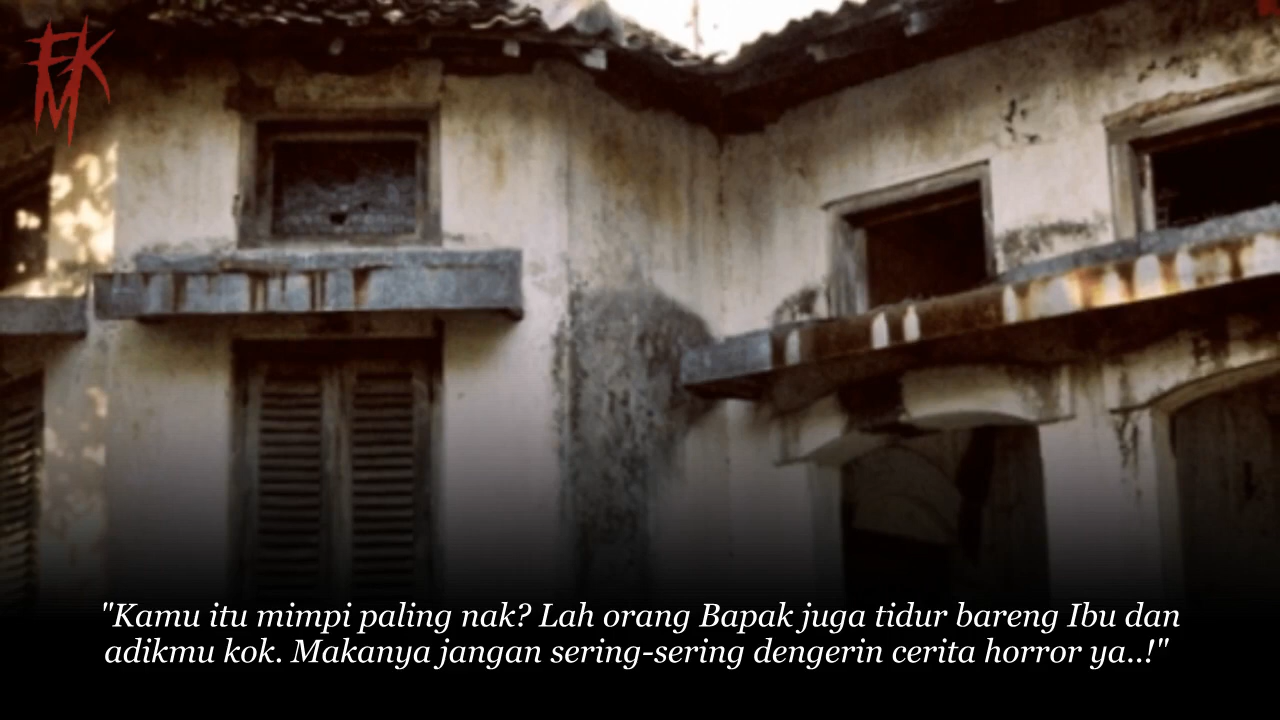 FKM
"Kamu itu mimpi paling nak? Lah orang Bapak juga tidur bareng Ibu dan
adikmu kok. Makanya jangan sering-sering dengerin cerita horror ya..!"